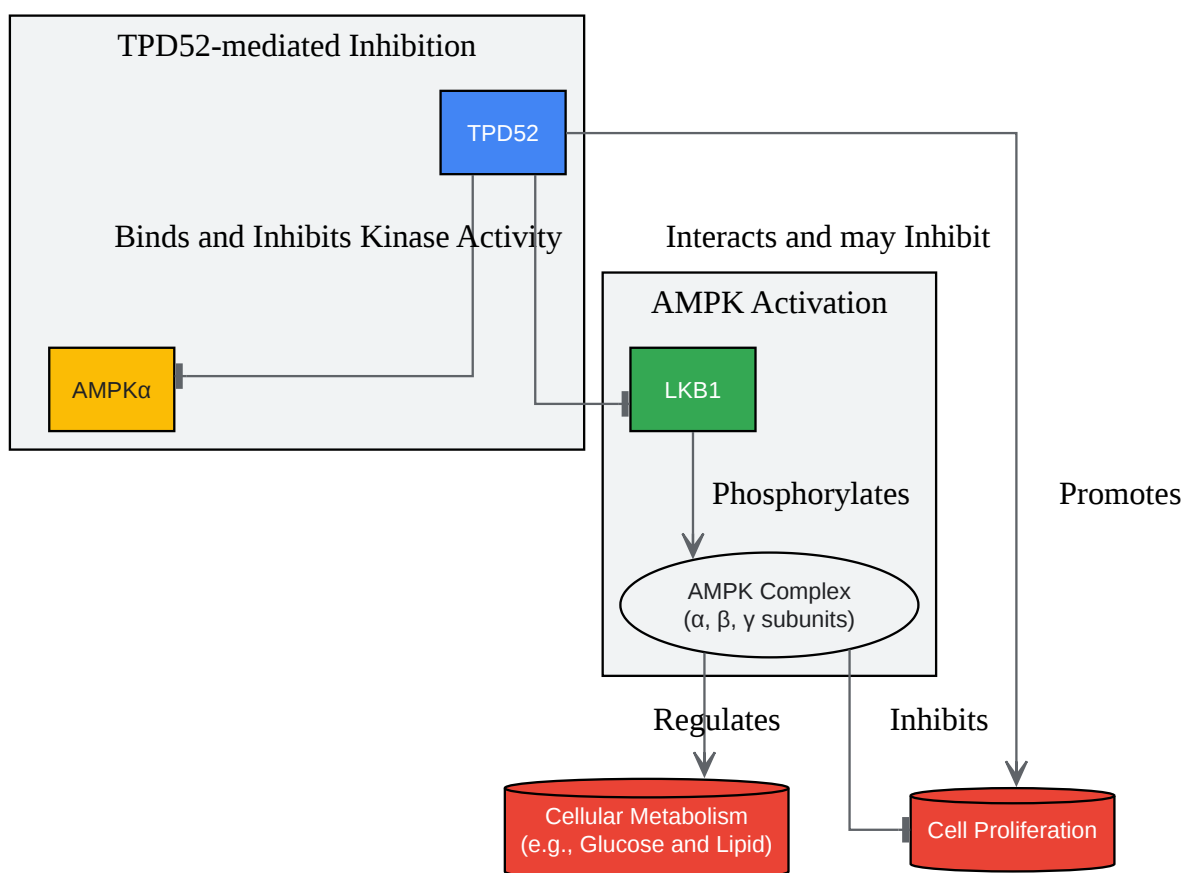 TPD52-mediated Inhibition
TPD52
Binds and Inhibits Kinase Activity
Interacts and may Inhibit
AMPK Activation
AMPKα
LKB1
Phosphorylates
Promotes
AMPK Complex
(α, β, γ subunits)
Regulates
Inhibits
Cellular Metabolism
(e.g., Glucose and Lipid)
Cell Proliferation